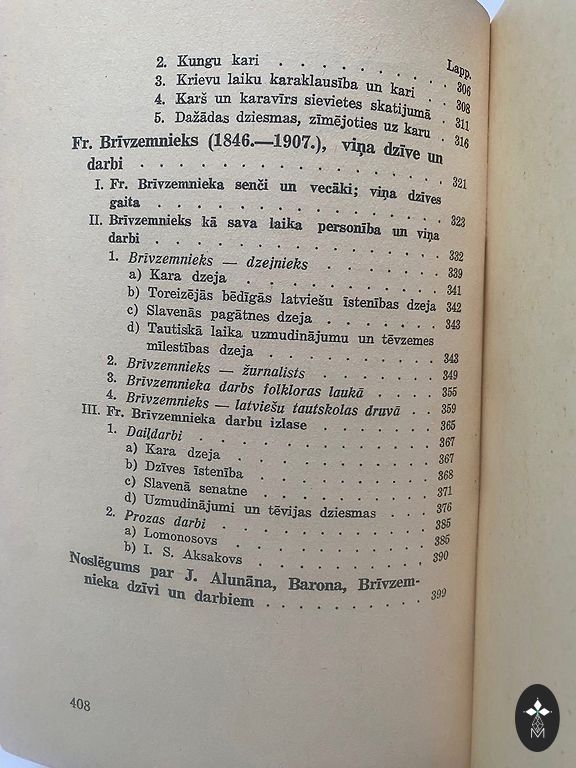 Lapp.
2. Kungu kari . . . . . . . . . 306
3. Krievu laiku karaklausība un kari . . 308
4. Karš un karavīrs sievietes skatijumā . 311
5. Dažādas dziesmas, zīmējoties uz karu . 316
Fr. Brīvzemnieks (1846.—1907.), viņa dzīve un
darbi . . . . . . . . . . . . . . 321
I. Fr. Brīvzemnieka senči un vecāki; viņa dzīves
gaita . . . . . . . . . . . . . 323
II. Brīvzemnieks kā sava laika personība un viņa
darbi . . . . . . . . . . . . . 332
1. Brīvzemnieks — dzejnieks . . . . . . 339
a) Kara dzeja . . . . . . . . . 341
b) Toreizējās bēdīgās latviešu īstenības dzeja 342
c) Slavenās pagātnes dzeja . . . . . . 343
d) Tautiskā laika uzmudinājumu un tēvzemes
mīlestības dzeja . . . . . . . . 343
2. Brīvzemnieks — žurnalists . . . . . . 349
3. Brīvzemnieka darbs folkloras laukā . . . 355
4. Brīvzemnieks — latviešu tautskolas druvā . . 359
III. Fr. Brīvzemnieka darbu izlase . . . . . . 365
1. Daiļdarbi . . . . . . . . . . 367
a) Kara dzeja . . . . . . . . . 367
b) Dzīves īstenība . . . . . . . . 368
c) Slavenā senatne . . . . . . . . 371
d) Uzmudinājumi un tēvijas dziesmas . . . 376
2. Prozas darbi . . . . . . . . . 385
a) Lomonosovs . . . . . . . . . 385
b) I. S. Aksakovs . . . . . . . . 390
Noslēgums par J. Alunāna, Barona, Brīvzem-
nieka dzīvi un darbiem . . . . . . . . 399
408
M